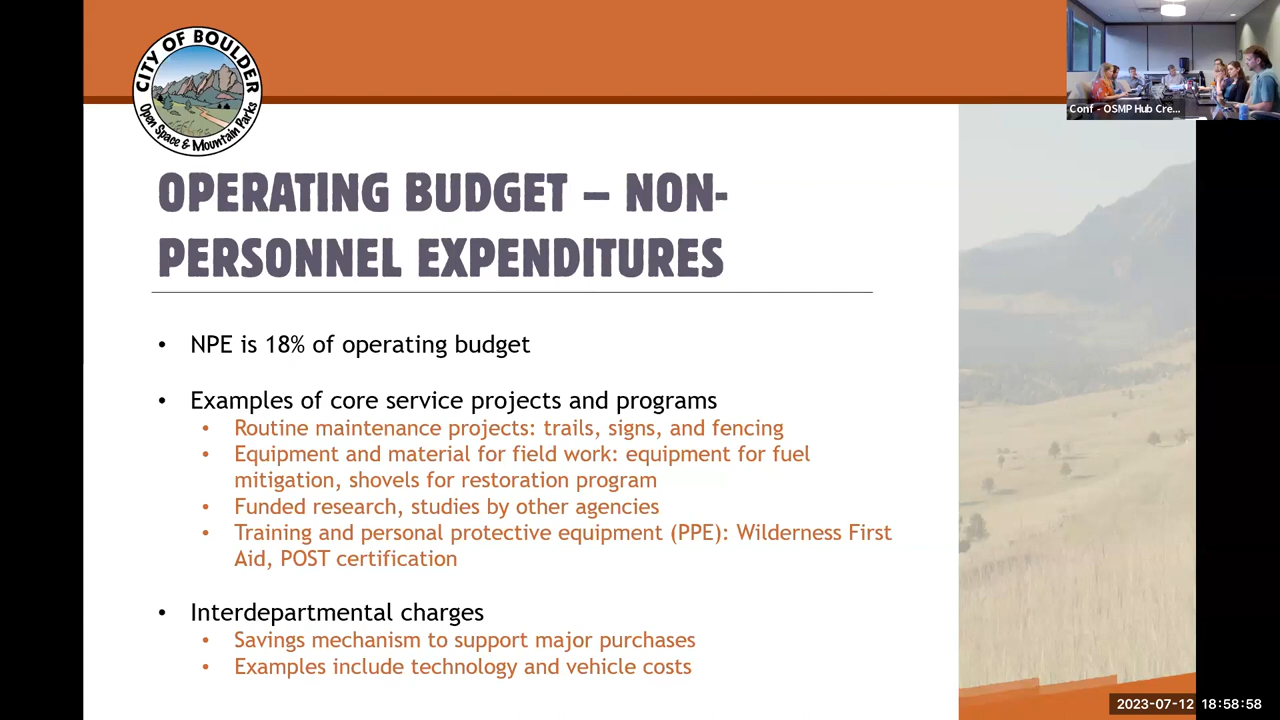 CITY OF BOULDER
Open Space & Mountain Parks
Conf - OSMP Hub Cre...
OPERATING BUDGET – NON-
PERSONNEL EXPENDITURES
• NPE is 18% of operating budget
• Examples of core service projects and programs
• Routine maintenance projects: trails, signs, and fencing
• Equipment and material for field work: equipment for fuel
mitigation, shovels for restoration program
• Funded research, studies by other agencies
• Training and personal protective equipment (PPE): Wilderness First
Aid, POST certification
• Interdepartmental charges
• Savings mechanism to support major purchases
• Examples include technology and vehicle costs
2023-07-12 18:58:58